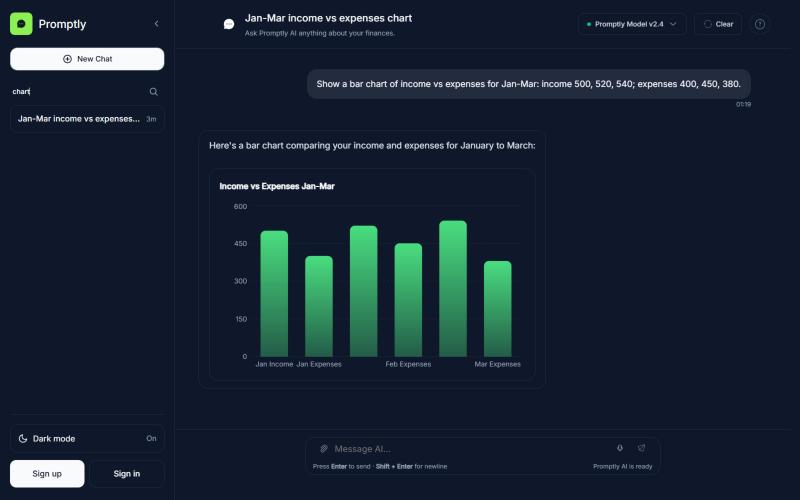 Promptly
New Chat
chart
Jan-Mar income vs expenses... 3m
Dark mode On
Sign up Sign in
Jan-Mar income vs expenses chart
Ask Promptly AI anything about your finances.
Promptly Model v2.4 Clear
?
Show a bar chart of income vs expenses for Jan-Mar: income 500, 520, 540; expenses 400, 450, 380.
01:19
Here's a bar chart comparing your income and expenses for January to March:
Income vs Expenses Jan-Mar
600
450
300
150
0
Jan Income Jan Expenses Feb Expenses Mar Expenses
Message AI...
Press Enter to send · Shift + Enter for newline Promptly AI is ready